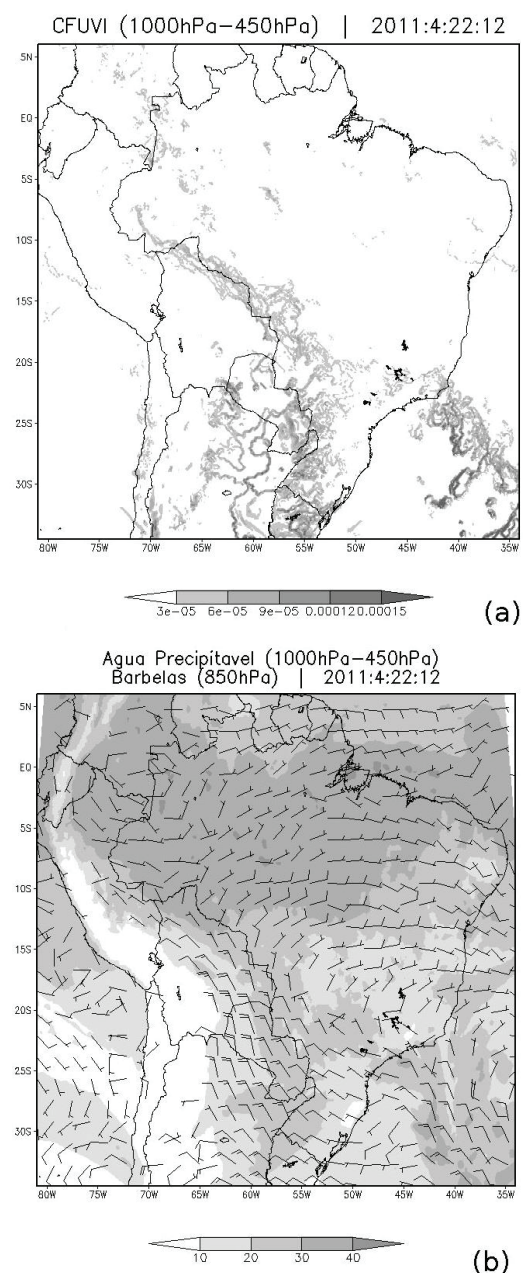 CFUVI (1000hPa−450hPa) | 2011:4:22:12
5N
EQ
5S
10S
15S
20S
25S
30S
80W 75W 70W 65W 60W 55W 50W 45W 40W 35W
3e−05 6e−05 9e−05 0.00012 0.00015
(a)
Agua Precipitavel (1000hPa−450hPa)
Barbelas (850hPa) | 2011:4:22:12
5N
EQ
5S
10S
15S
20S
25S
30S
80W 75W 70W 65W 60W 55W 50W 45W 40W 35W
10 20 30 40
(b)